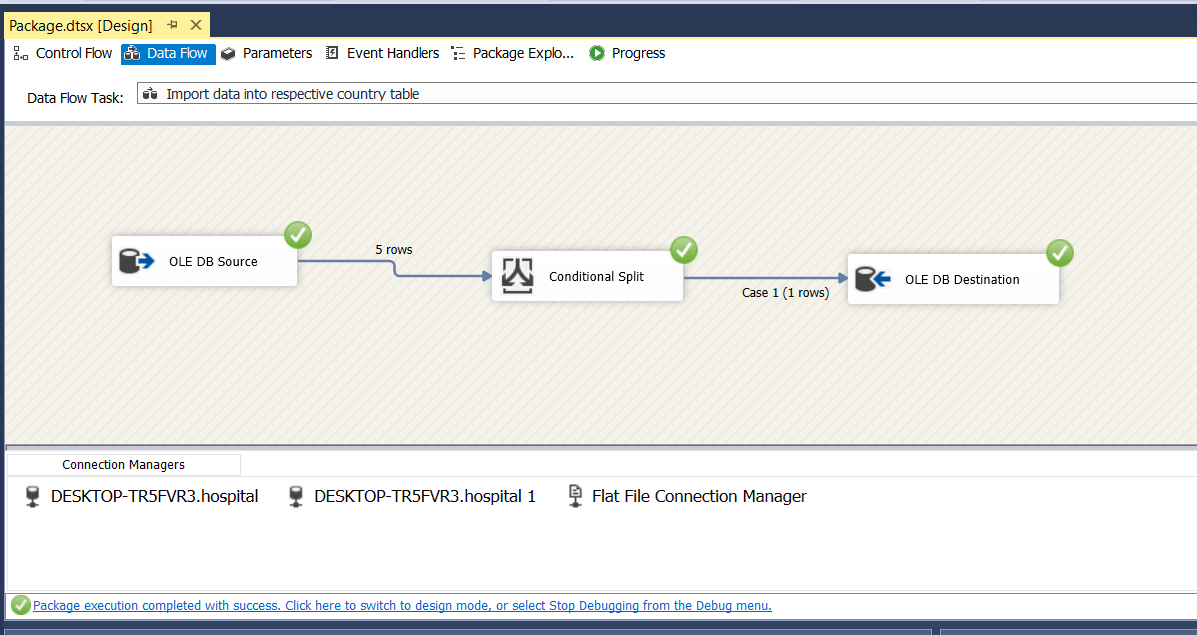 Package.dtsx [Design]
Control Flow Data Flow Parameters Event Handlers Package Explo... Progress
Data Flow Task: Import data into respective country table
5 rows
OLE DB Source
Conditional Split
OLE DB Destination
Case 1 (1 rows)
Connection Managers
DESKTOP-TR5FVR3.hospital DESKTOP-TR5FVR3.hospital 1 Flat File Connection Manager
Package execution completed with success. Click here to switch to design mode, or select Stop Debugging from the Debug menu.